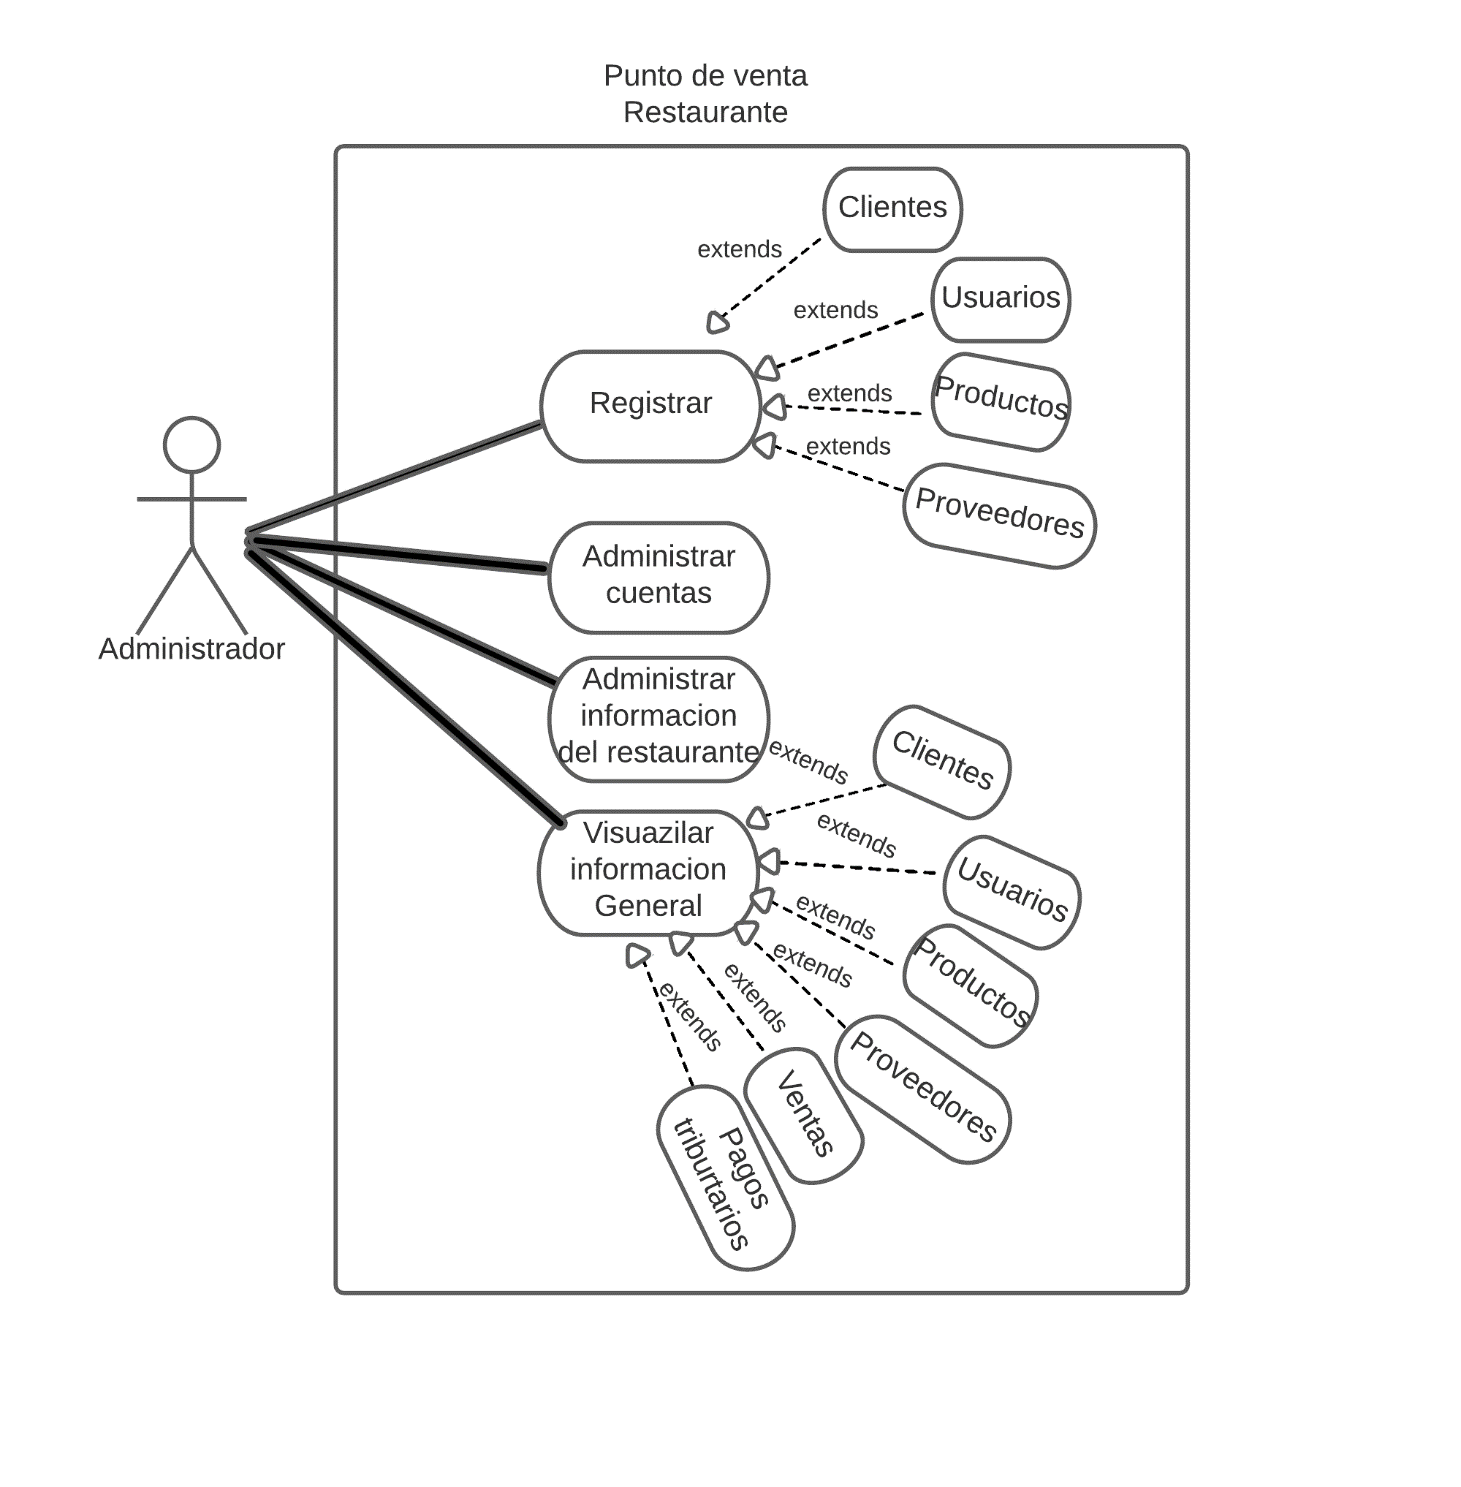 Punto de venta
Restaurante
Clientes
extends
Usuarios
extends
Productos
extends
Registrar
extends
Proveedores
Administrar
cuentas
Administrador
Administrar
informacion
del restaurante
extends
Clientes
Visuazilar
informacion
General
extends
Usuarios
extends
Productos
extends
Proveedores
extends
Ventas
extends
Pagos
triburtarios